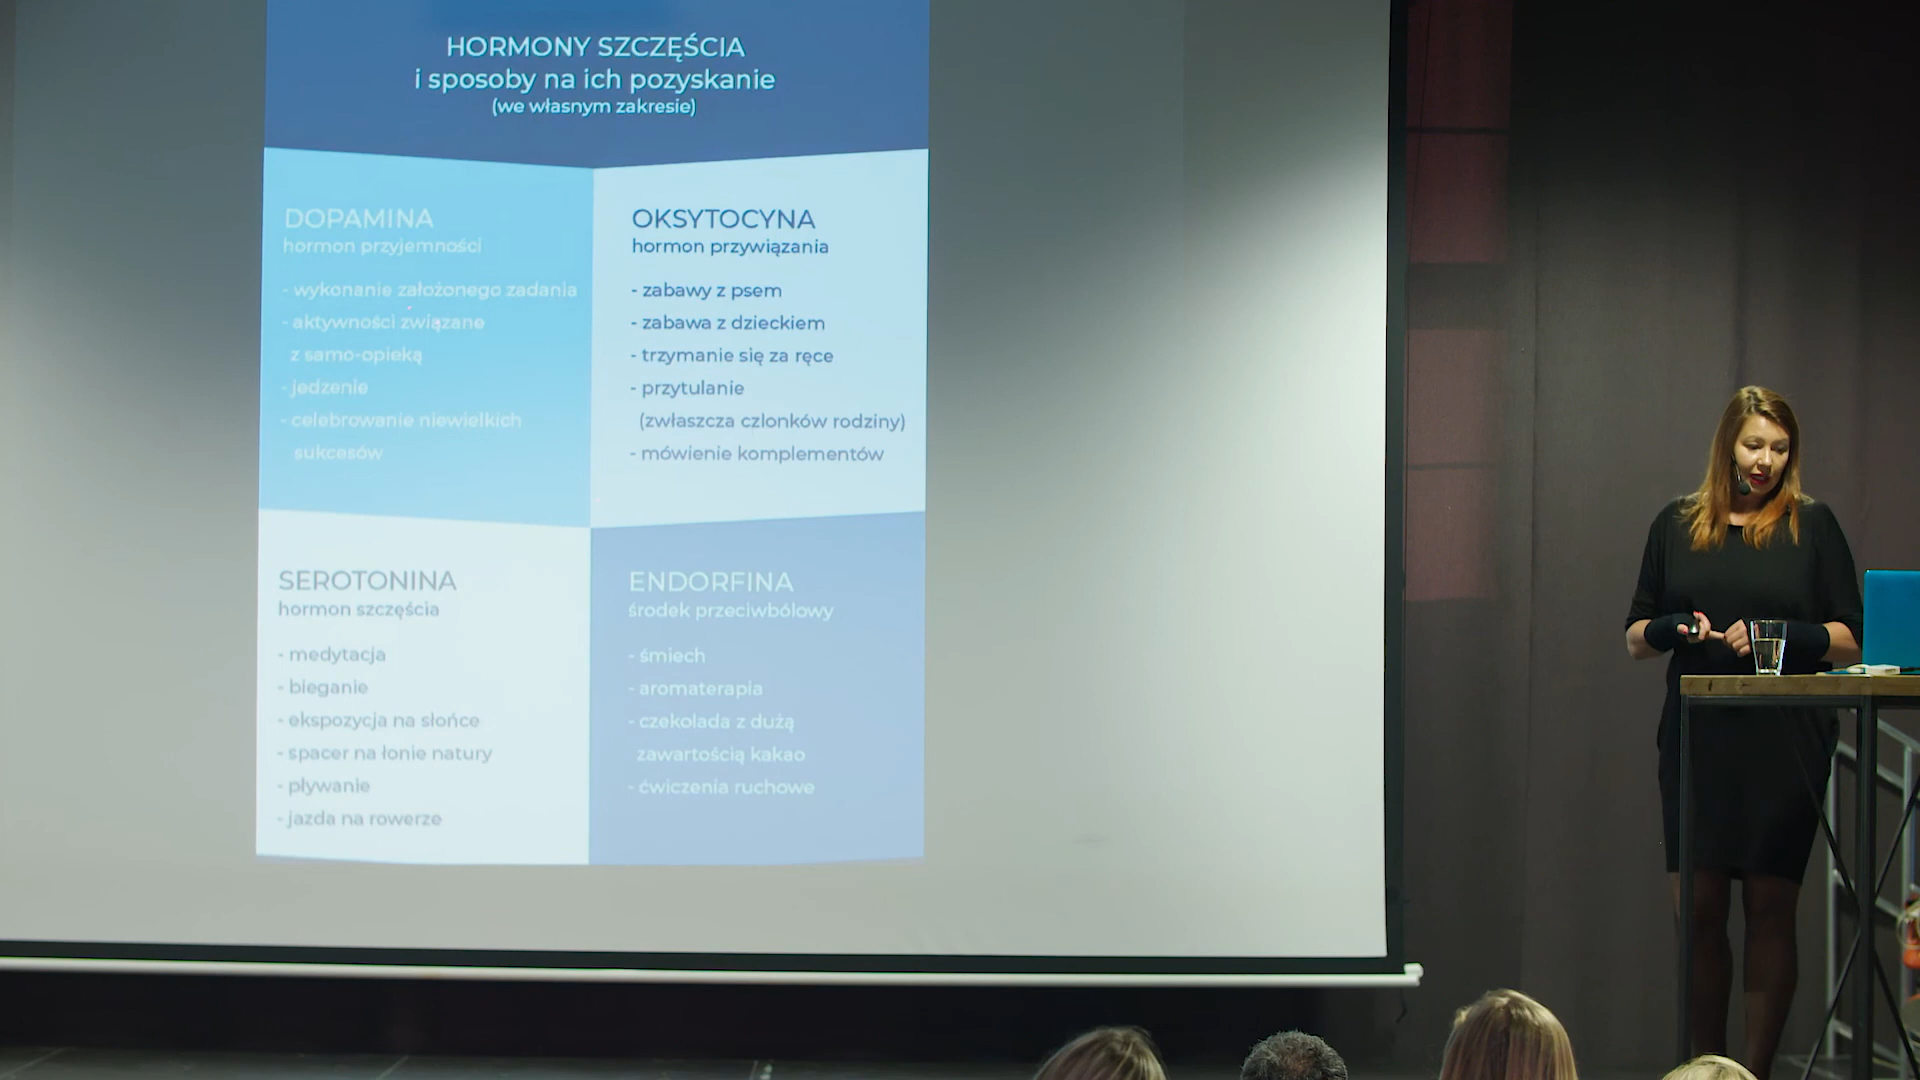 HORMONY SZCZĘŚCIA
i sposoby na ich pozyskanie
(we własnym zakresie)
DOPAMINA
hormon przyjemności
- wykonanie założonego zadania
- aktywności związane
z samo-opieką
- jedzenie
- celebrowanie niewielkich
sukcesów
OKSYTOCYNA
hormon przywiązania
- zabawy z psem
- zabawa z dzieckiem
- trzymanie się za ręce
- przytulanie
(zwłaszcza członków rodziny)
- mówienie komplementów
SEROTONINA
hormon szczęścia
- medytacja
- bieganie
- ekspozycja na słońce
- spacer na łonie natury
- pływanie
- jazda na rowerze
ENDORFINA
środek przeciwbólowy
- śmiech
- aromaterapia
- czekolada z dużą
zawartością kakao
- ćwiczenia ruchowe